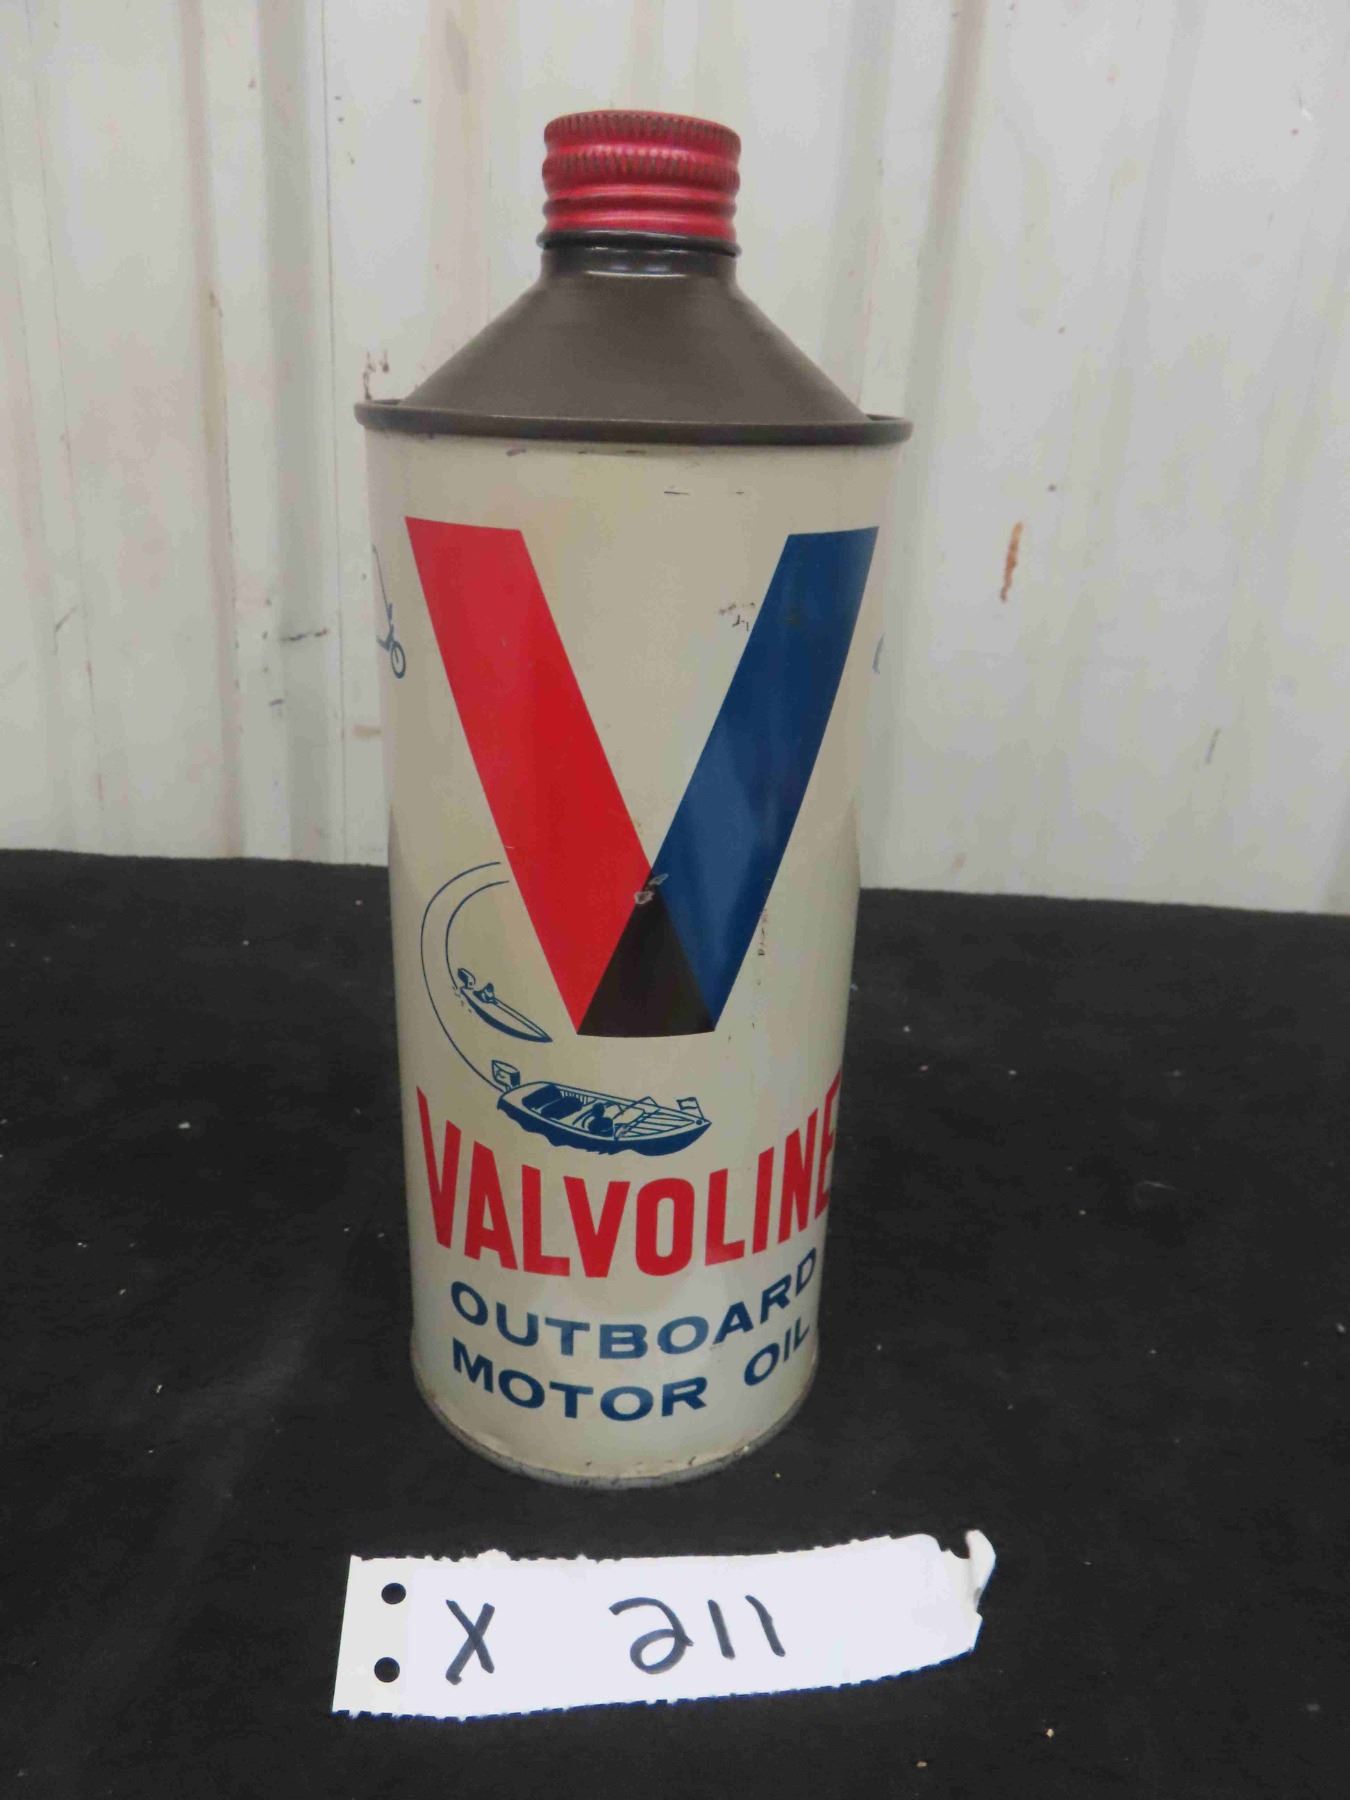 V
VALVOLINE
OUTBOARD
MOTOR OIL
X 211